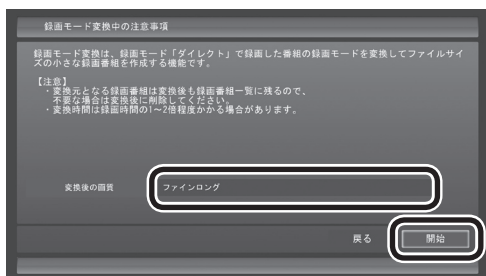 録画モード変換中の注意事項
録画モード変換は、録画モード「ダイレクト」で録画した番組の録画モードを変換してファイルサイ
ズの小さな録画番組を作成する機能です。
【注意】
・変換元となる録画番組は変換後も録画番組一覧に残るので、
不要な場合は変換後に削除してください。
・変換時間は録画時間の1~2倍程度かかる場合があります。
変換後の画質
ファインロング
戻る
開始